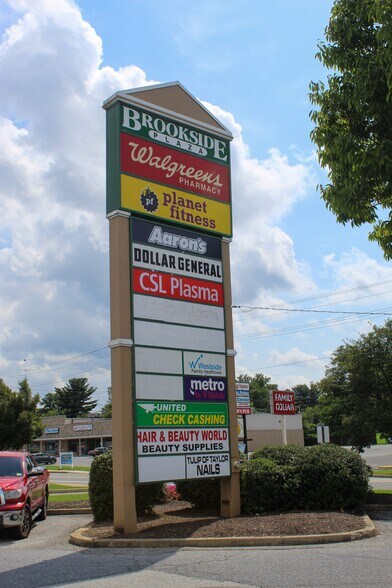 BROOKSIDE
PLAZA
Walgreens
PHARMACY
pf planet
fitness
Aaron's
DOLLAR GENERAL
CSL Plasma
Westside
Family Healthcare
metro
UNITED
CHECK CASHING
HAIR & BEAUTY WORLD
BEAUTY SUPPLIES
TULIP OF TAYLOR
NAILS
FAMILY
DOLLAR